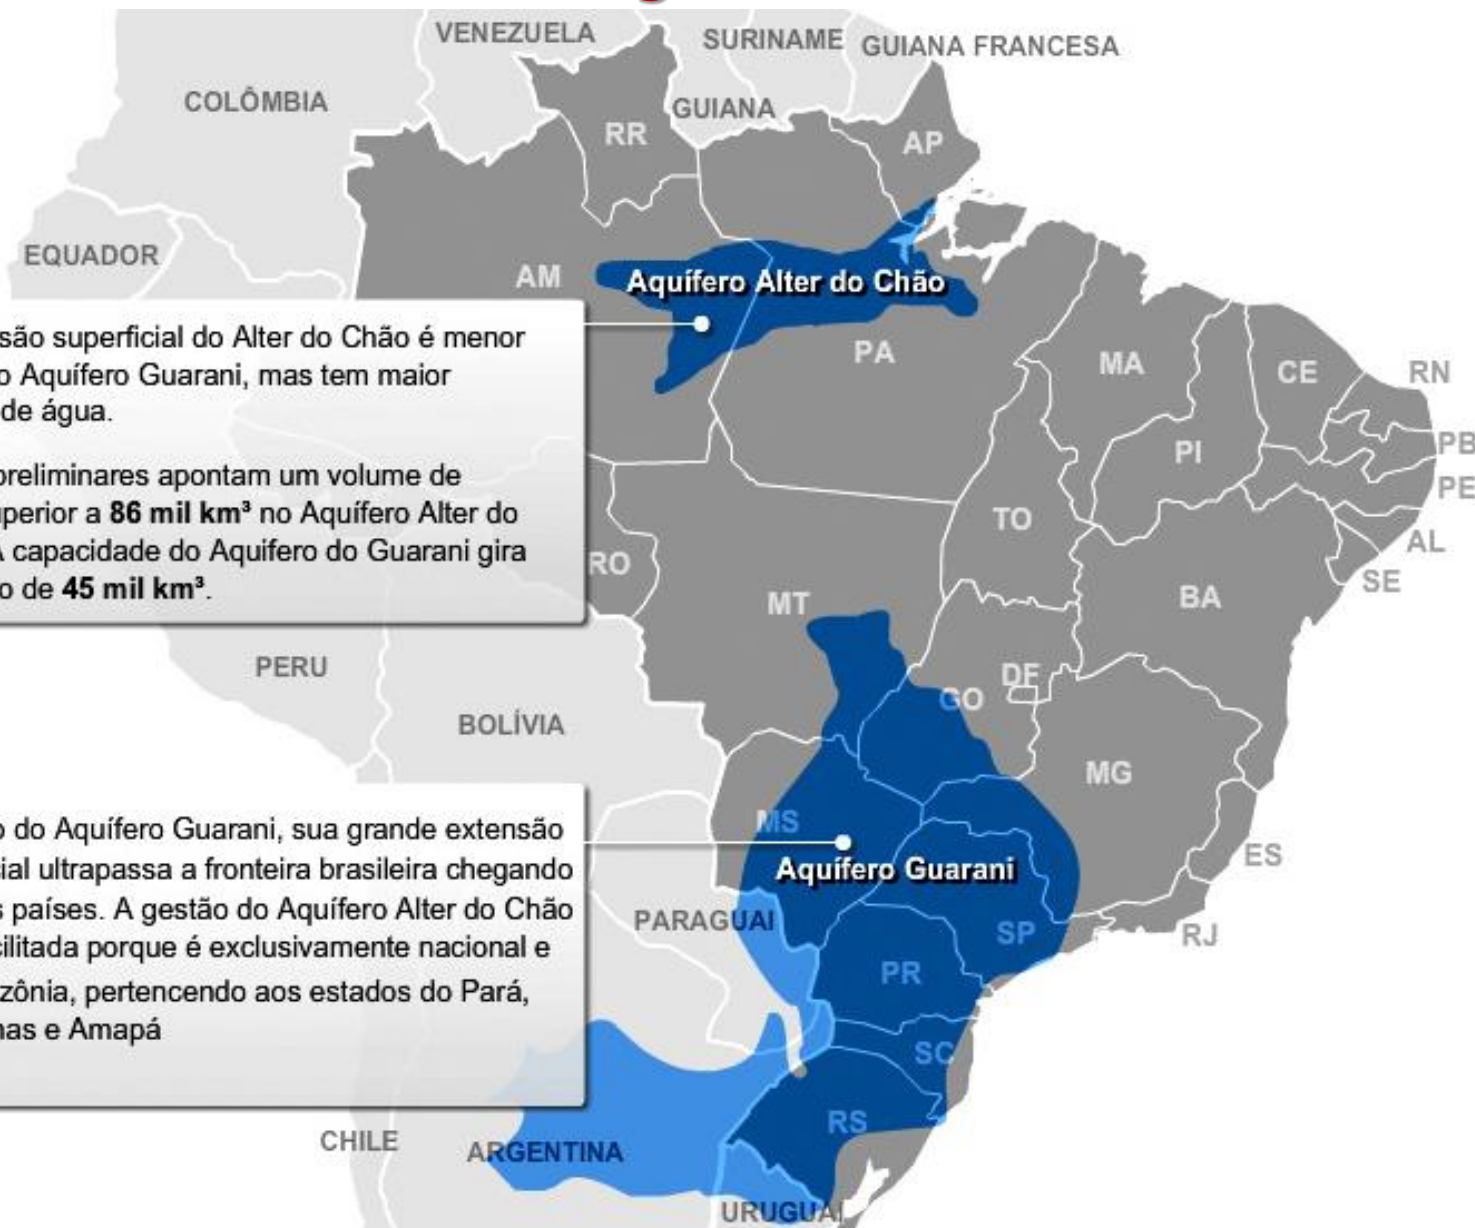 VENEZUELA
SURINAME
GUIANA FRANCESA
COLÔMBIA
GUIANA
RR
AP
EQUADOR
AM
Aquífero Alter do Chão
são superficial do Alter do Chão é menor
o Aquífero Guarani, mas tem maior
de água.
preliminares apontam um volume de
uperior a 86 mil km³ no Aquífero Alter do
A capacidade do Aquifero do Guarani gira
o de 45 mil km³.
PA
MA
CE
RN
PI
PB
PE
TO
AL
RO
SE
MT
BA
PERU
DF
GO
BOLÍVIA
MG
MS
ES
Aquífero Guarani
o do Aquífero Guarani, sua grande extensão
cial ultrapassa a fronteira brasileira chegando
s países. A gestão do Aquífero Alter do Chão
cilitada porque é exclusivamente nacional e
zônia, pertencendo aos estados do Pará,
nas e Amapá
PARAGUAI
SP
RJ
PR
SC
RS
CHILE
ARGENTINA
URUGUAI